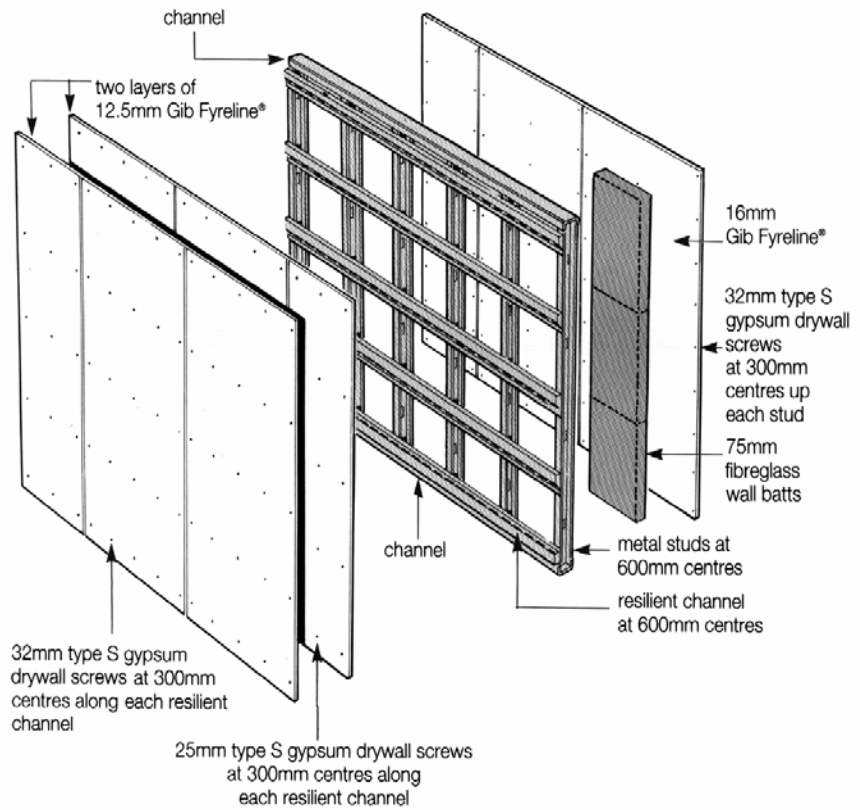 channel
two layers of
12.5mm Gib Fyreline®
16mm
Gib Fyreline®
32mm type S
gypsum drywall
screws
at 300mm
centres up
each stud
75mm
fibreglass
wall batts
channel
metal studs at
600mm centres
resilient channel
at 600mm centres
32mm type S gypsum
drywall screws at 300mm
centres along each resilient
channel
25mm type S gypsum drywall screws
at 300mm centres along
each resilient channel